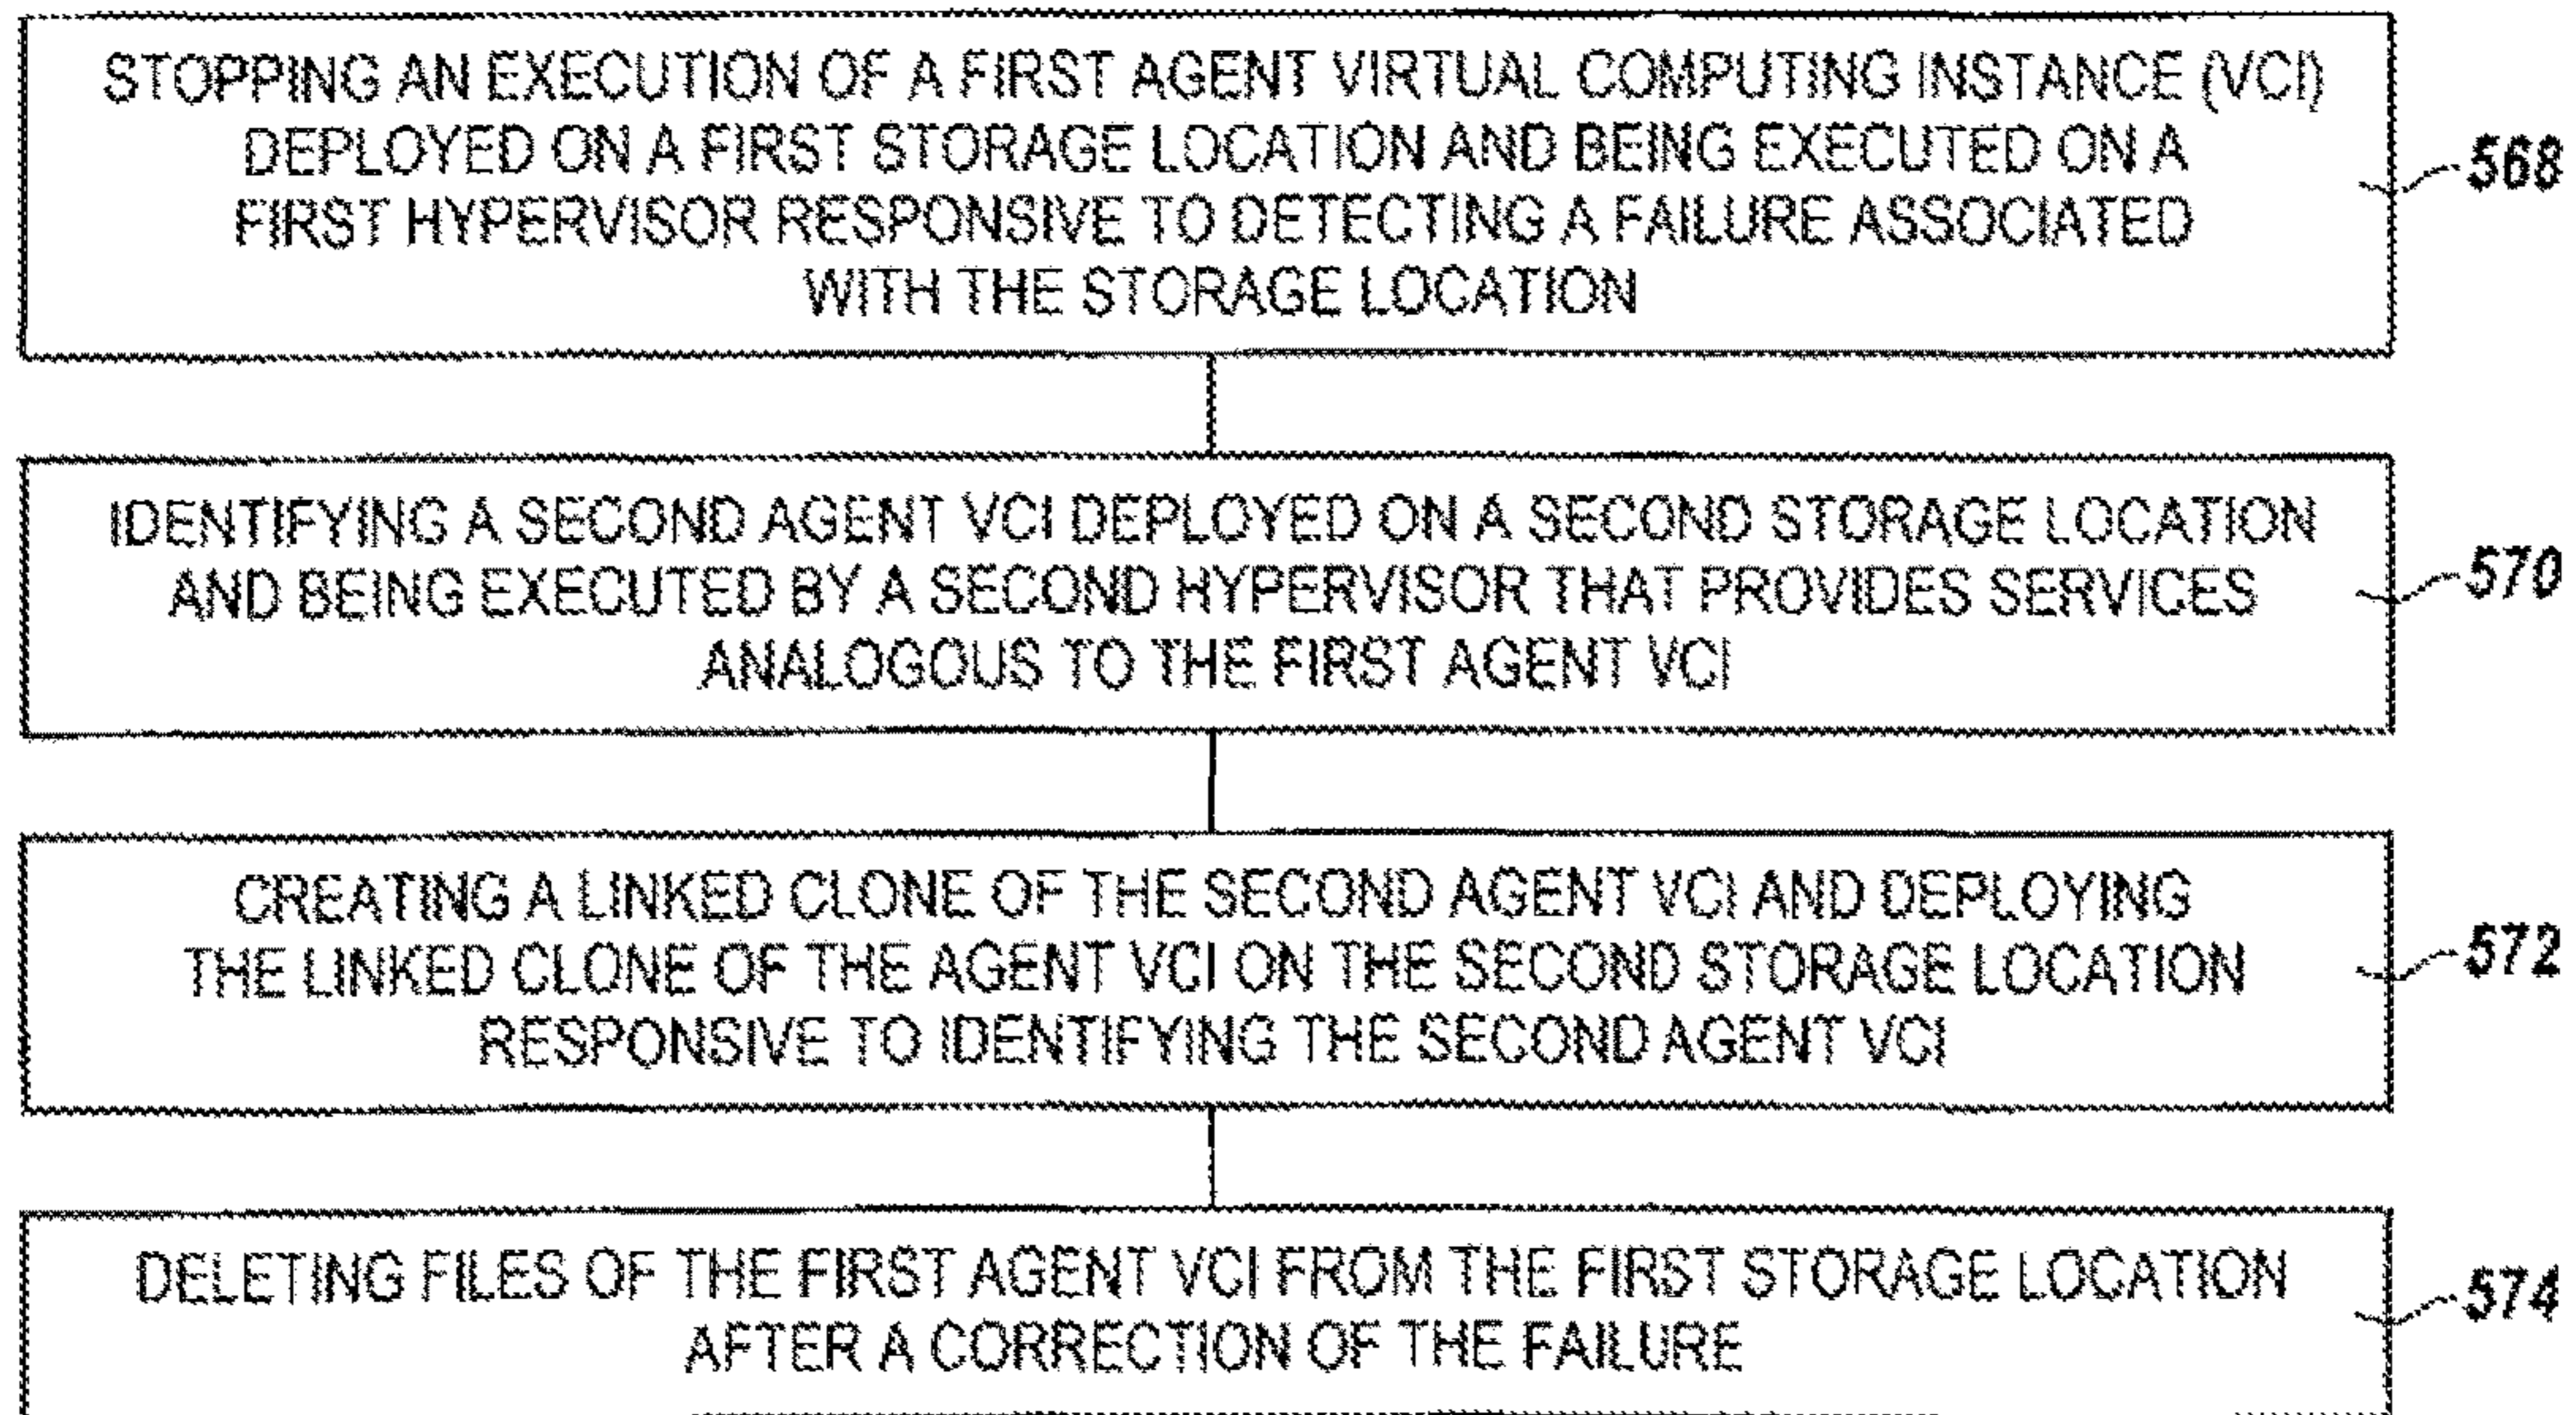 STOPPING AN EXECUTION OF A FIRST AGENT VIRTUAL COMPUTING INSTANCE (VCI)
DEPLOYED ON A FIRST STORAGE LOCATION AND BEING EXECUTED ON A
FIRST HYPERVISOR RESPONSIVE TO DETECTING A FAILURE ASSOCIATED
WITH THE STORAGE LOCATION
568
IDENTIFYING A SECOND AGENT VCI DEPLOYED ON A SECOND STORAGE LOCATION
AND BEING EXECUTED BY A SECOND HYPERVISOR THAT PROVIDES SERVICES
ANALOGOUS TO THE FIRST AGENT VCI
570
CREATING A LINKED CLONE OF THE SECOND AGENT VCI AND DEPLOYING
THE LINKED CLONE OF THE AGENT VCI ON THE SECOND STORAGE LOCATION
RESPONSIVE TO IDENTIFYING THE SECOND AGENT VCI
572
DELETING FILES OF THE FIRST AGENT VCI FROM THE FIRST STORAGE LOCATION
AFTER A CORRECTION OF THE FAILURE
574